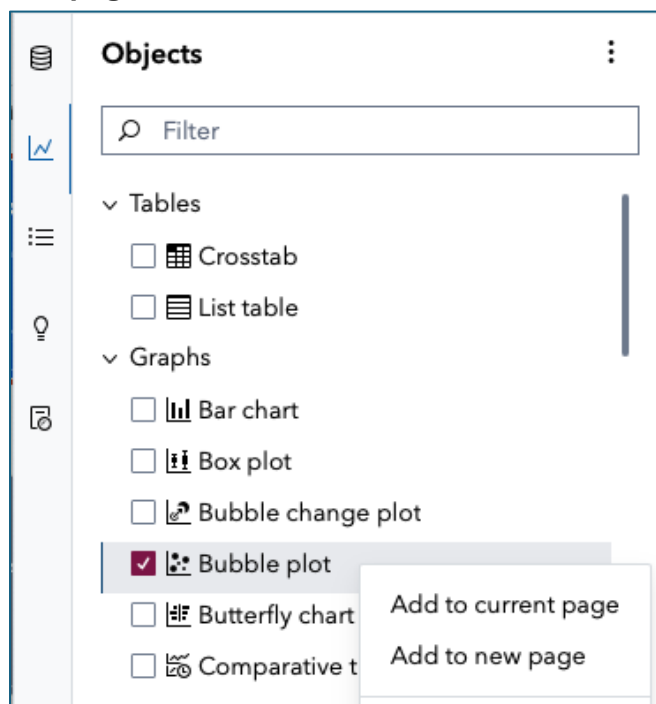 Objects
Filter
Tables
Crosstab
List table
Graphs
Bar chart
Box plot
Bubble change plot
Bubble plot
Add to current page
Butterfly chart
Add to new page
Comparative t